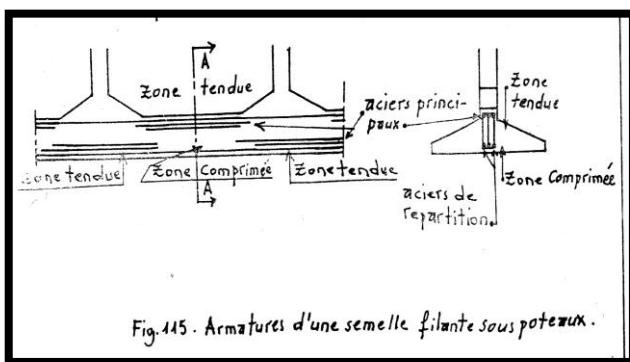 A
Zone
tendue
aciers princi-
paux
Zone
tendue
Zone tendue
Zone Comprimée
Zone tendue
A
Zone Comprimée
aciers de
repartition
Fig. 115. Armatures d'une semelle filante sous poteaux.